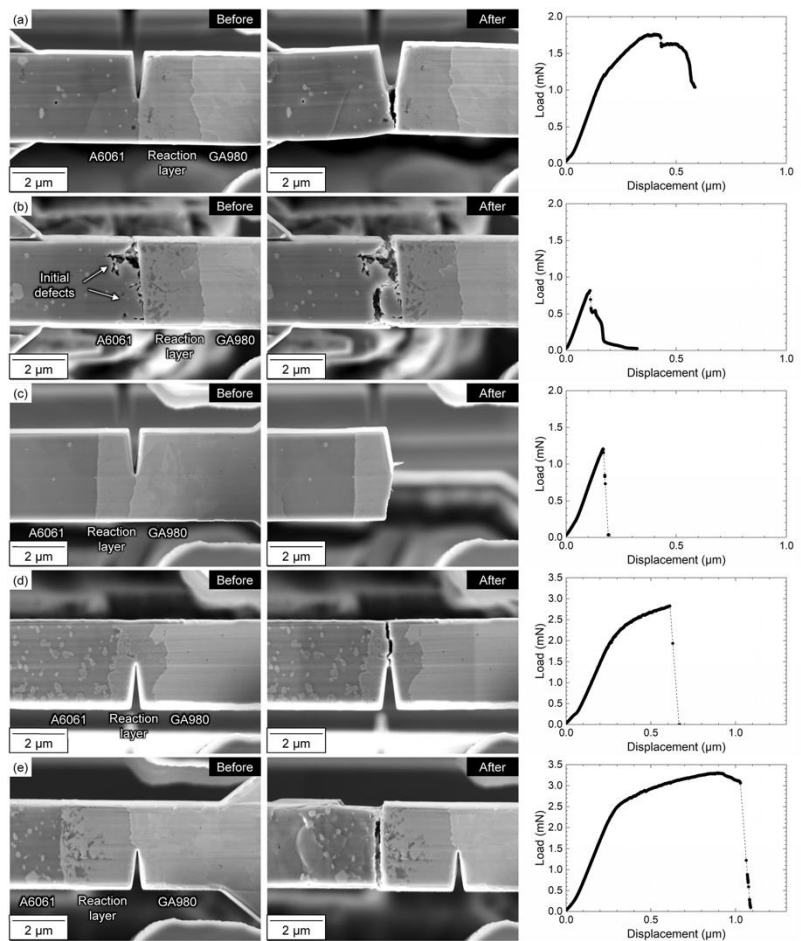 (a)
Before
After
A6061
Reaction
layer
GA980
2 μm
2 μm
2.0
1.5
1.0
0.5
0.0
Load (mN)
0.0
0.5
1.0
Displacement (μm)
(b)
Before
After
Initial
defects
A6061
Reaction
layer
GA980
2 μm
2 μm
2.0
1.5
1.0
0.5
0.0
Load (mN)
0.0
0.5
1.0
Displacement (μm)
(c)
Before
After
A6061
Reaction
layer
GA980
2 μm
2 μm
2.0
1.5
1.0
0.5
0.0
Load (mN)
0.0
0.5
1.0
Displacement (μm)
(d)
Before
After
A6061
Reaction
layer
GA980
2 μm
2 μm
3.5
3.0
2.5
2.0
1.5
1.0
0.5
0.0
Load (mN)
0.0
0.5
1.0
Displacement (μm)
(e)
Before
After
A6061
Reaction
layer
GA980
2 μm
2 μm
3.5
3.0
2.5
2.0
1.5
1.0
0.5
0.0
Load (mN)
0.0
0.5
1.0
Displacement (μm)